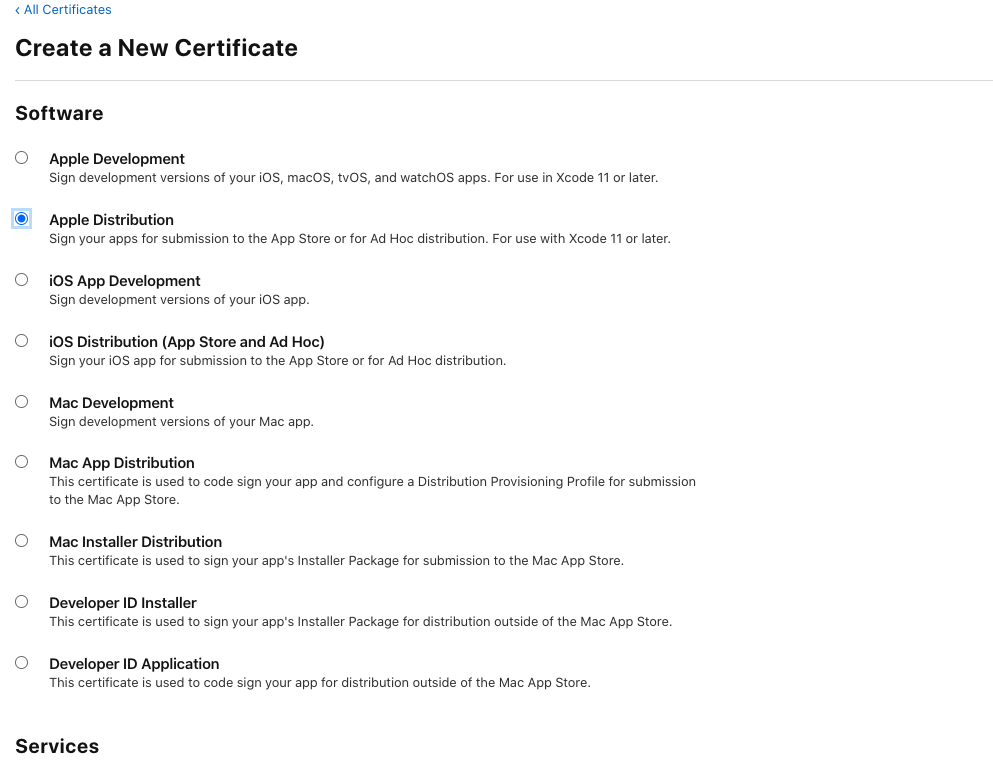 ‹ All Certificates
Create a New Certificate
Software
Apple Development
Sign development versions of your iOS, macOS, tvOS, and watchOS apps. For use in Xcode 11 or later.
Apple Distribution
Sign your apps for submission to the App Store or for Ad Hoc distribution. For use with Xcode 11 or later.
iOS App Development
Sign development versions of your iOS app.
iOS Distribution (App Store and Ad Hoc)
Sign your iOS app for submission to the App Store or for Ad Hoc distribution.
Mac Development
Sign development versions of your Mac app.
Mac App Distribution
This certificate is used to code sign your app and configure a Distribution Provisioning Profile for submission
to the Mac App Store.
Mac Installer Distribution
This certificate is used to sign your app's Installer Package for submission to the Mac App Store.
Developer ID Installer
This certificate is used to sign your app's Installer Package for distribution outside of the Mac App Store.
Developer ID Application
This certificate is used to code sign your app for distribution outside of the Mac App Store.
Services